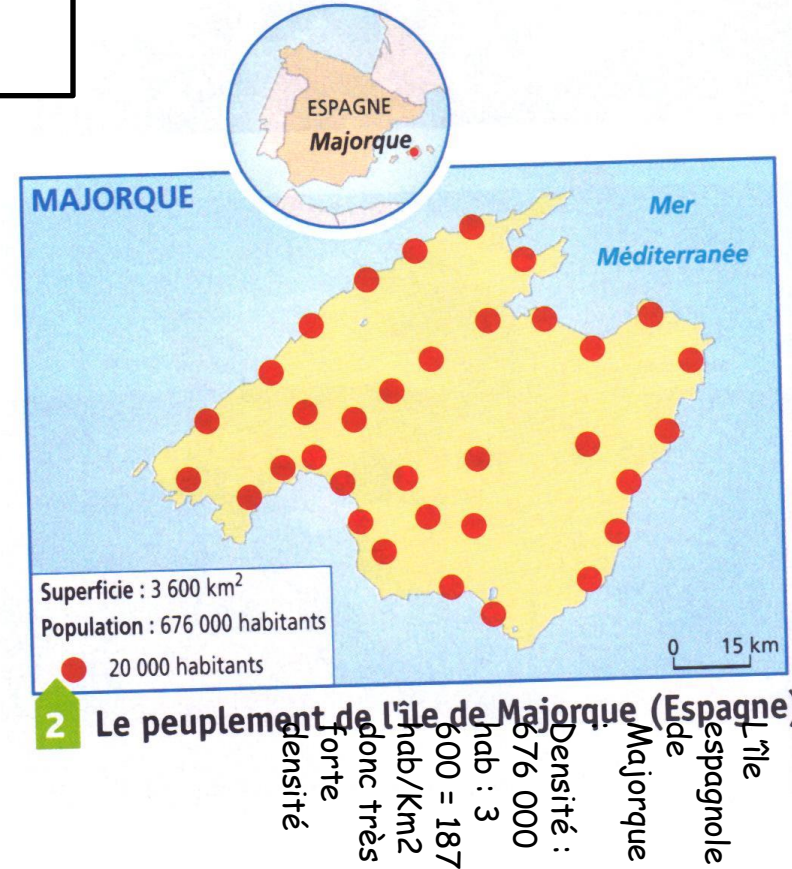 ESPAGNE
Majorque
MAJORQUE
Mer
Méditerranée
Superficie : 3 600 km²
Population : 676 000 habitants
20 000 habitants
0 15 km
2 Le peuplement de l'île de Majorque (Espagne)
L'île
espagnole
de
Majorque
:
Densité :
676 000
hab : 3
600 = 187
hab/Km2
donc très
forte
densité